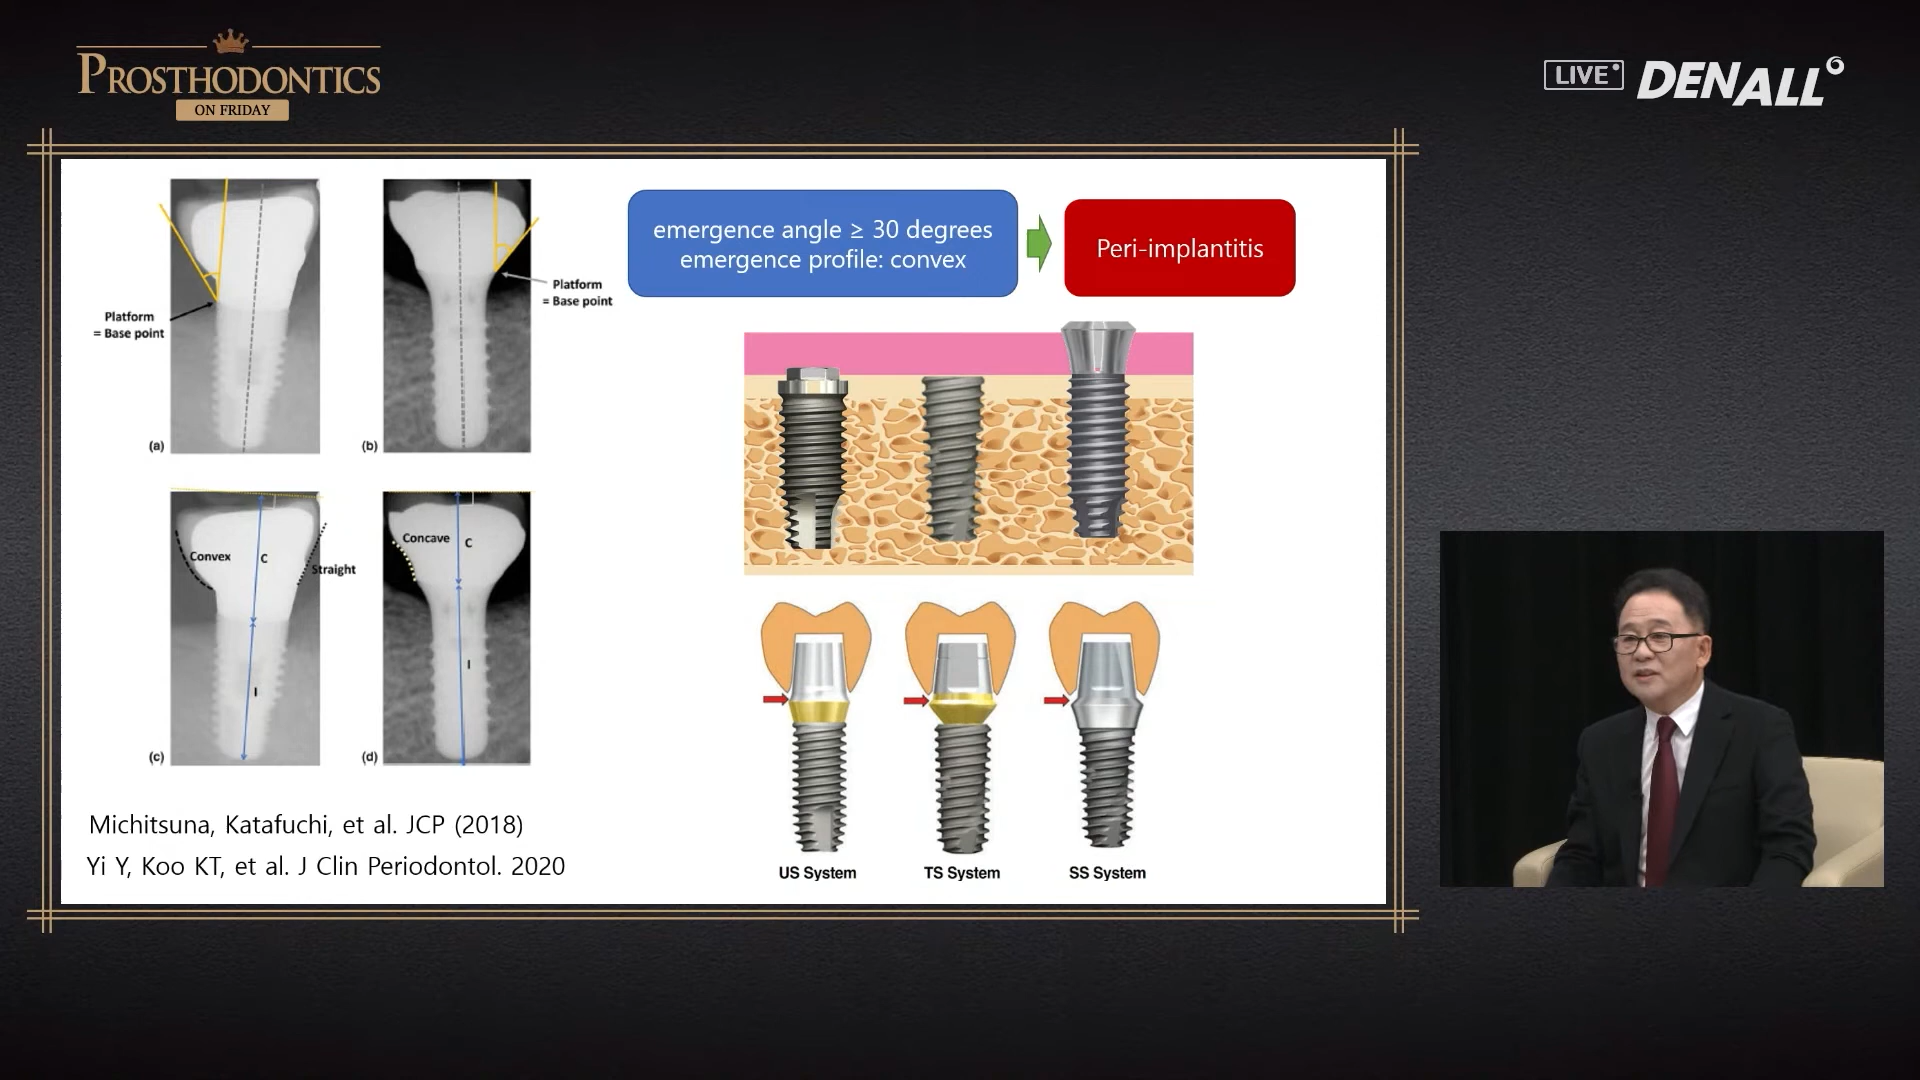 PROSTHODONTICS
ON FRIDAY
LIVE
DENALL
emergence angle ≥ 30 degrees
emergence profile: convex
Peri-implantitis
Platform
= Base point
Platform
= Base point
(a)
(b)
Convex
C
Straight
I
Concave
C
I
(c)
(d)
US System
TS System
SS System
Michitsuna, Katafuchi, et al. JCP (2018)
Yi Y, Koo KT, et al. J Clin Periodontol. 2020